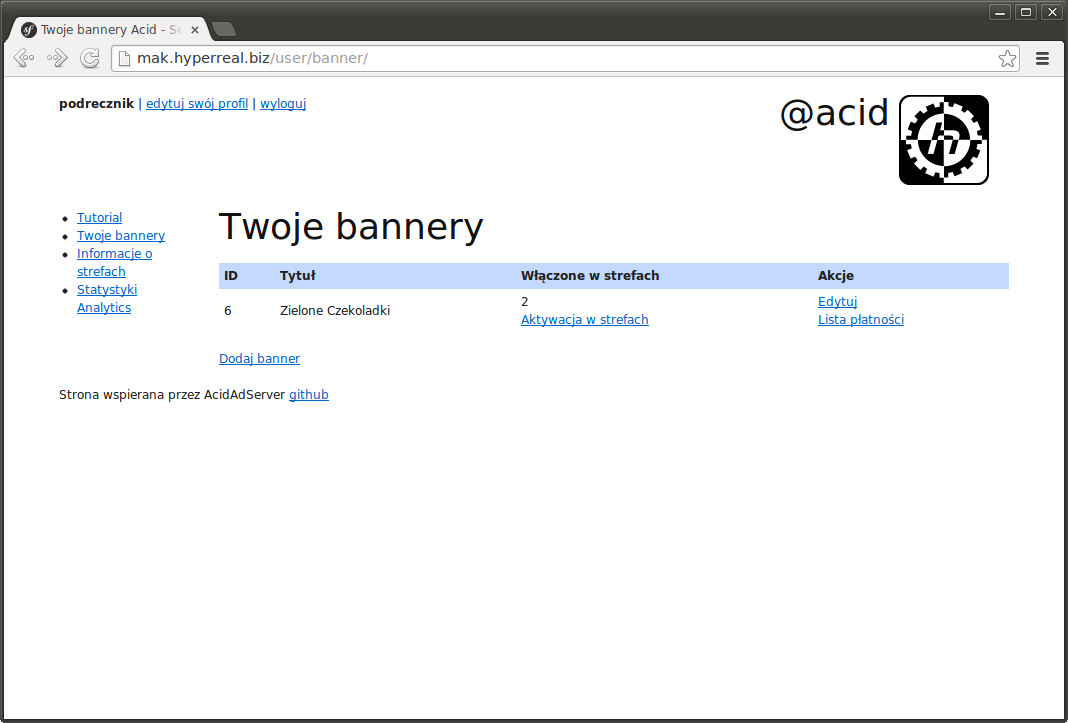 Twoje bannery Acid - Se
mak.hyperreal.biz/user/banner/
podrecznik | edytuj swój profil | wyloguj
@acid
Tutorial
Twoje bannery
Informacje o
strefach
Statystyki
Analytics
Twoje bannery
ID Tytuł Włączone w strefach Akcje
6 Zielone Czekoladki 2 Edytuj
Aktywacja w strefach Lista płatności
Dodaj banner
Strona wspierana przez AcidAdServer github